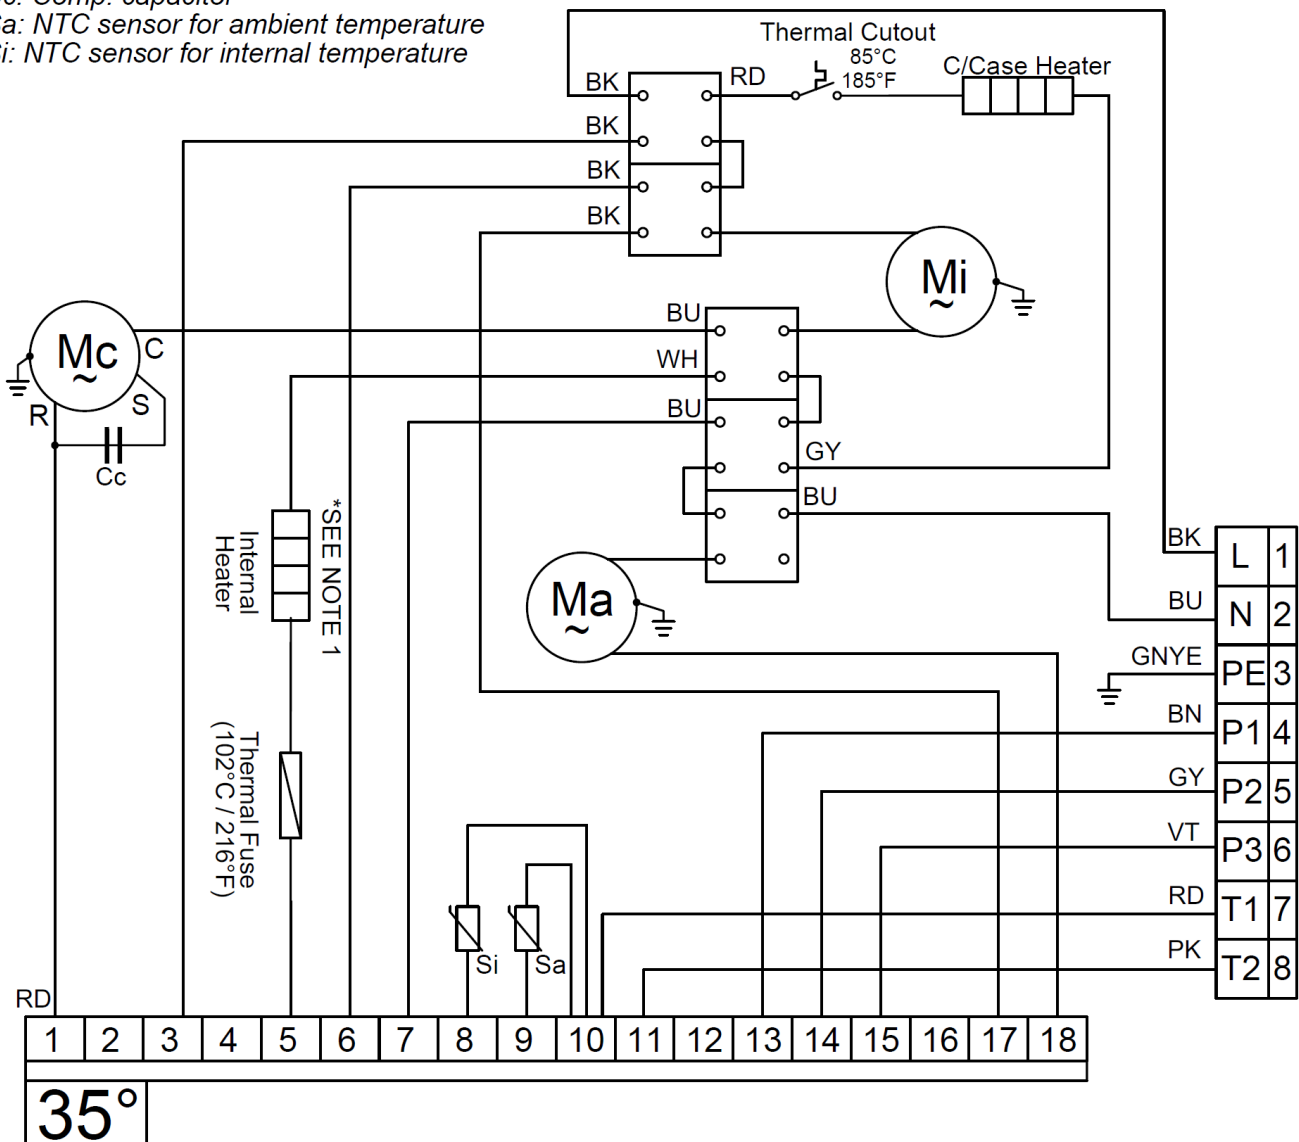 Comp. capacitor
NTC sensor for ambient temperature
NTC sensor for internal temperature
Thermal Cutout
85°C
185°F
C/Case Heater
BK
RD
BK
BK
BK
Mi
~
BU
WH
BU
GY
BU
Mc
~
C
S
R
Cc
Internal
Heater
*SEE NOTE 1
Thermal Fuse
(102°C / 216°F)
Ma
~
BK
L 1
BU
N 2
GNYE
PE 3
BN
P1 4
GY
P2 5
VT
P3 6
RD
T1 7
PK
T2 8
Si
Sa
RD
1 2 3 4 5 6 7 8 9 10 11 12 13 14 15 16 17 18
35°